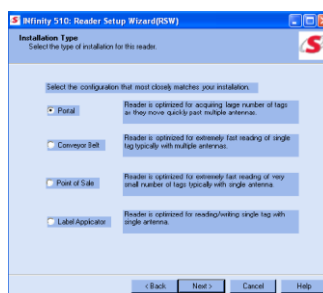 S INfinity 510: Reader Setup Wizard(RSW)
Installation Type
Select the type of installation for this reader.
S
Select the configuration that most closely matches your installation.
Portal
Reader is optimized for acquiring large number of tags
as they move quickly past multiple antennas.
Conveyor Belt
Reader is optimized for extremely fast reading of single
tag typically with multiple antennas.
Point of Sale
Reader is optimized for extremely fast reading of very
small number of tags typically with single antenna.
Label Applicator
Reader is optimized for reading/writing single tag with
single antenna.
< Back Next > Cancel Help